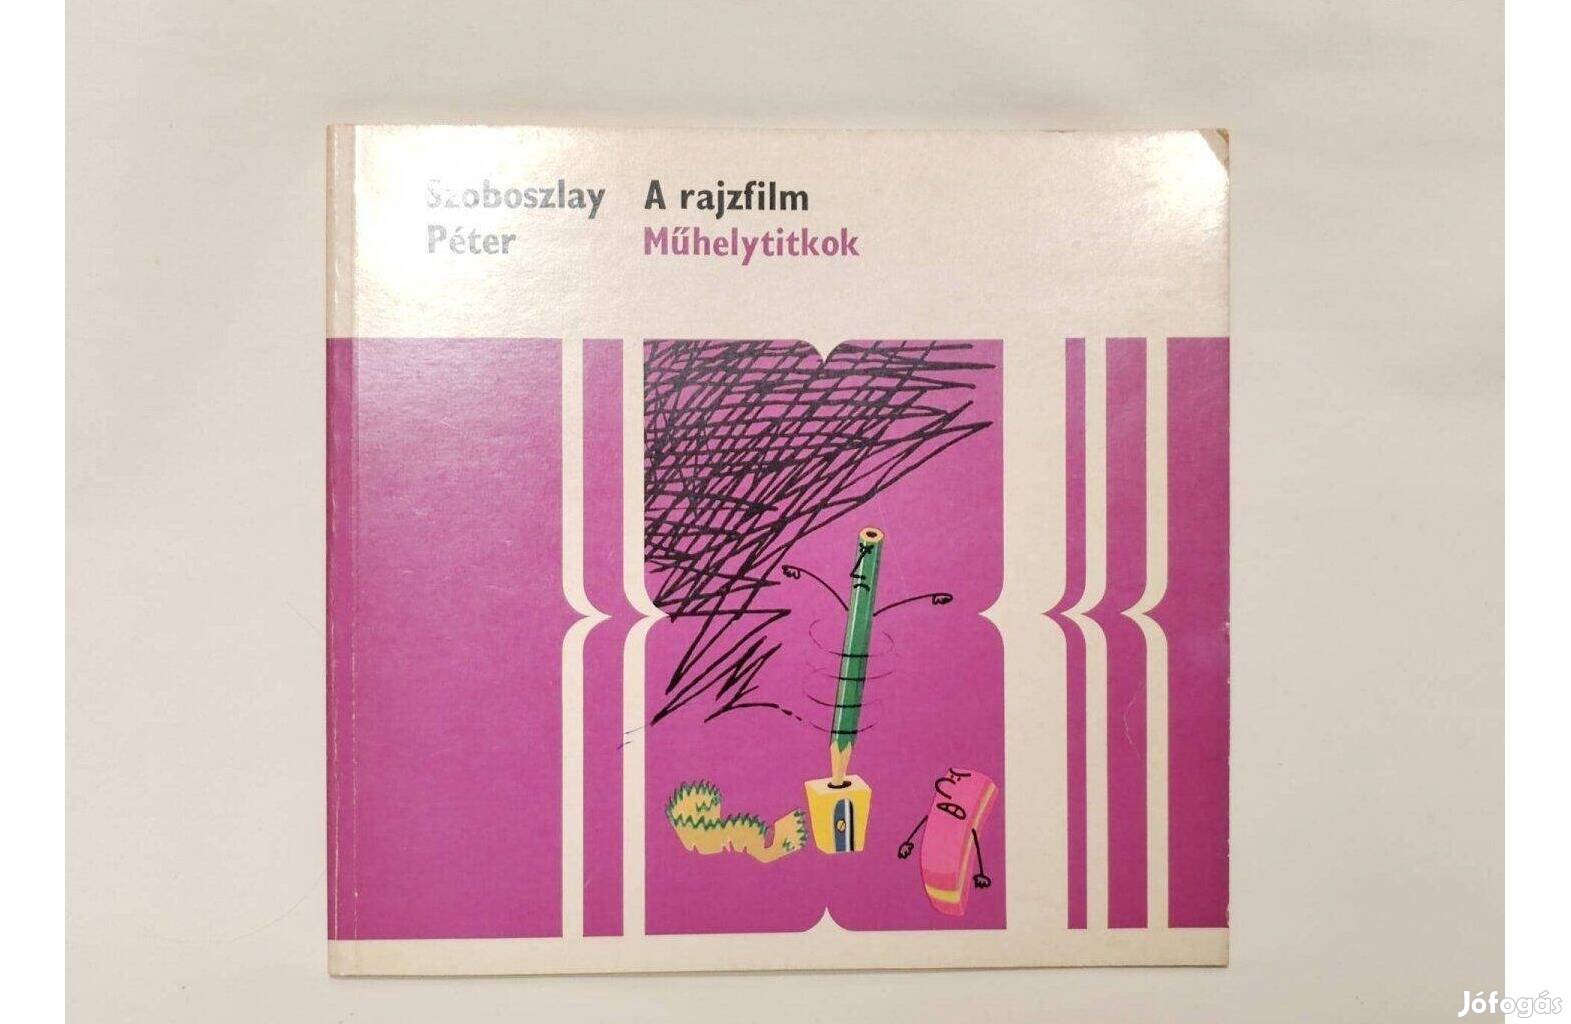 Szoboszlay A rajzfilm
Péter Műhelytitkok
Jófogás